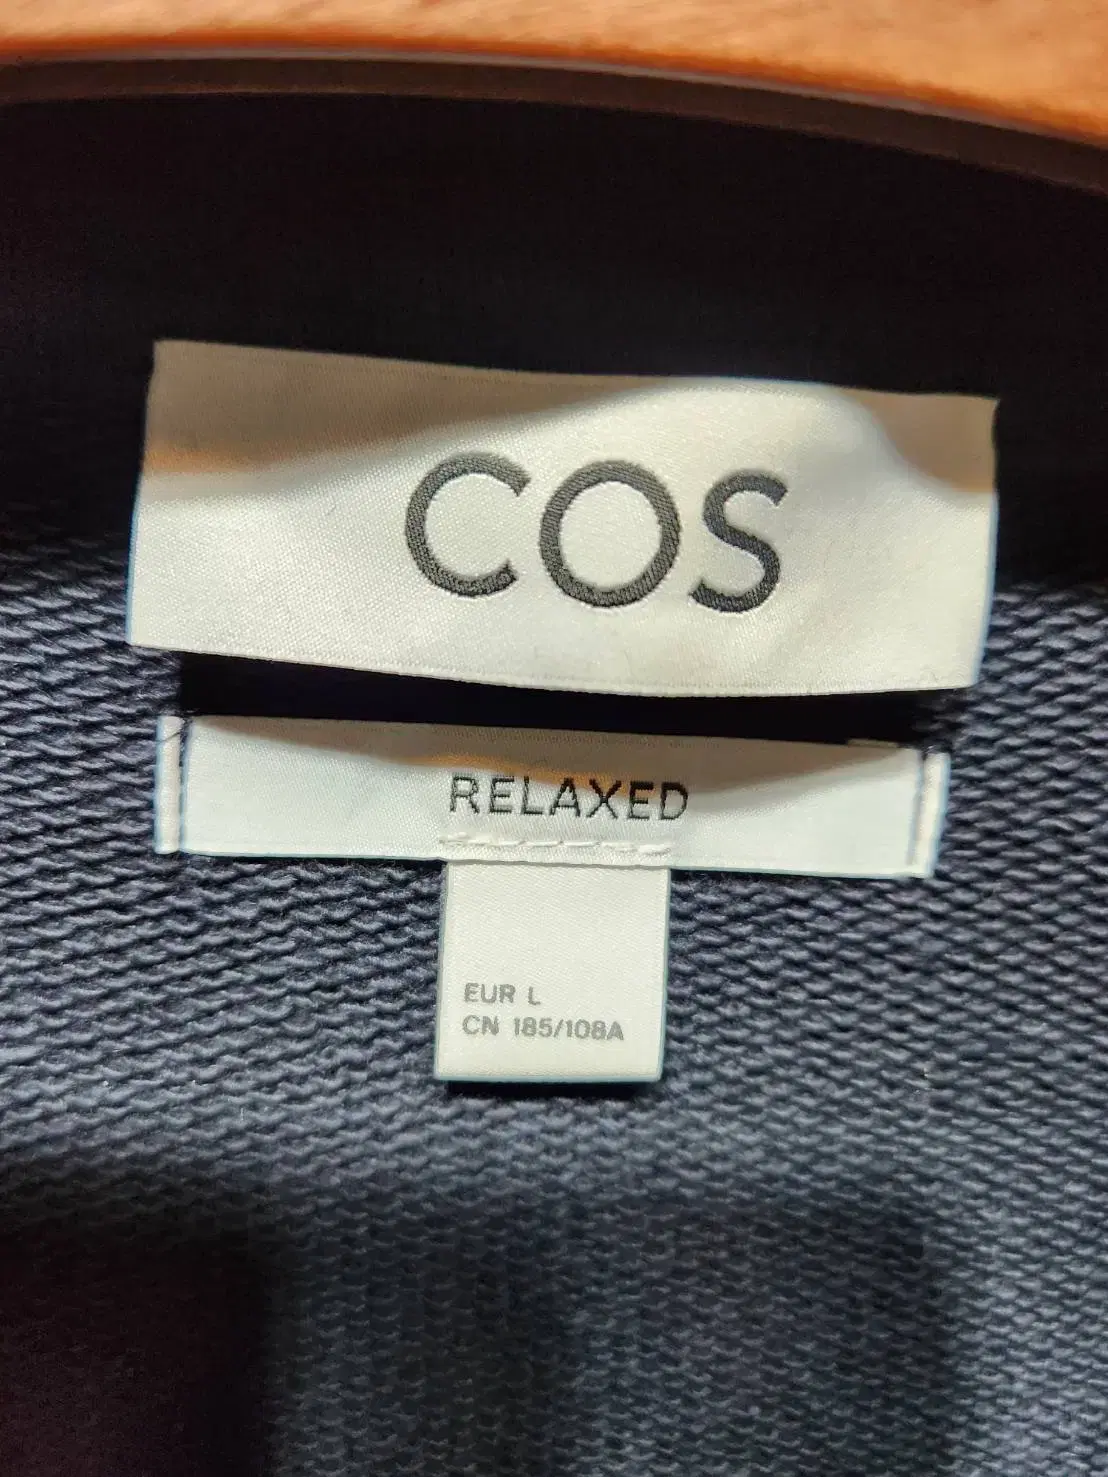 COS
RELAXED
EUR L
CN 185/108A